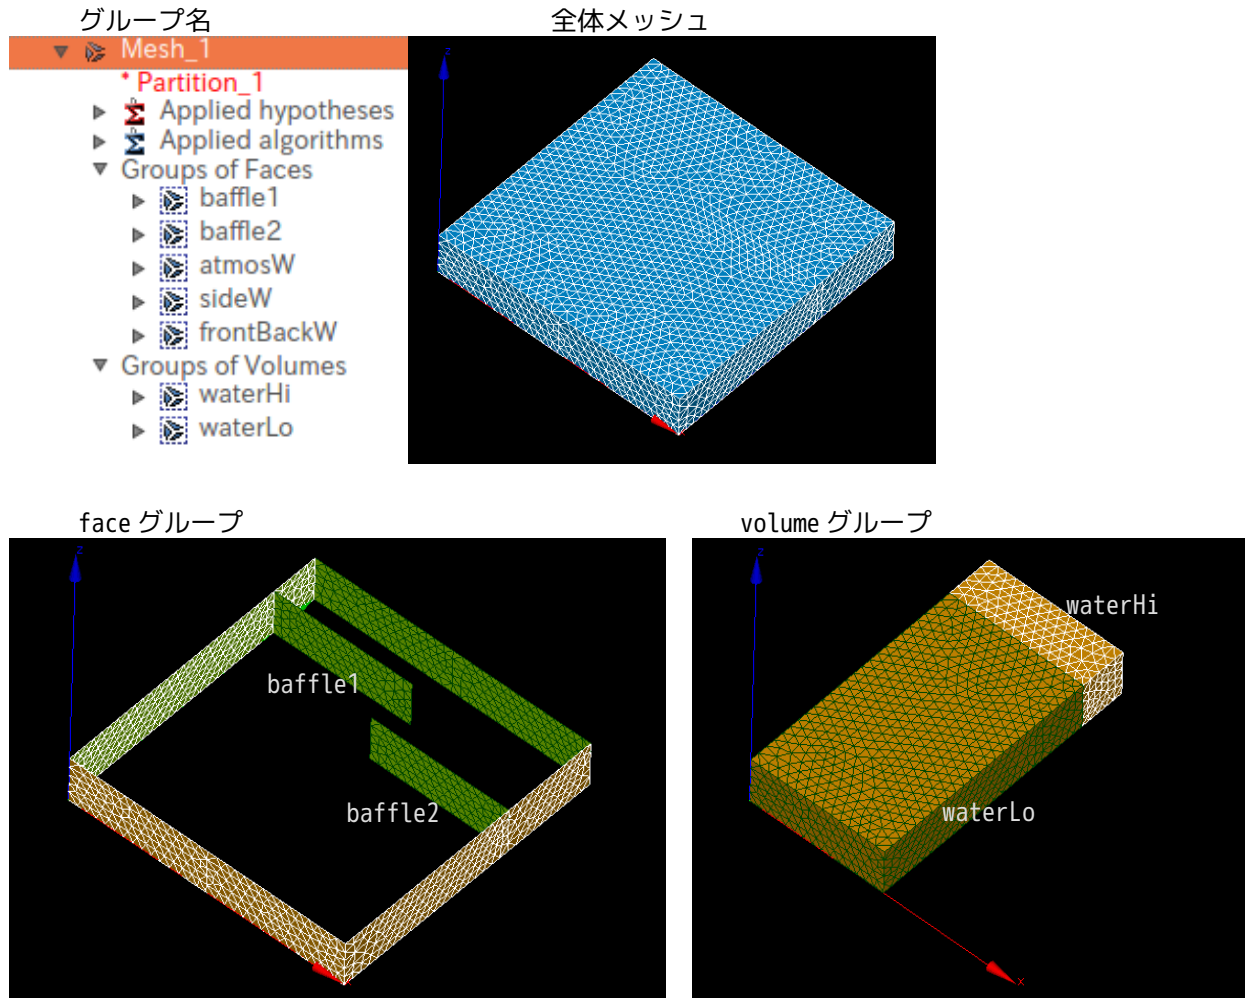 グループ名
全体メッシュ
Mesh_1
* Partition_1
Applied hypotheses
Applied algorithms
Groups of Faces
baffle1
baffle2
atmosW
sideW
frontBackW
Groups of Volumes
waterHi
waterLo
z
face グループ
volume グループ
z
baffle1
baffle2
z
waterHi
waterLo
x